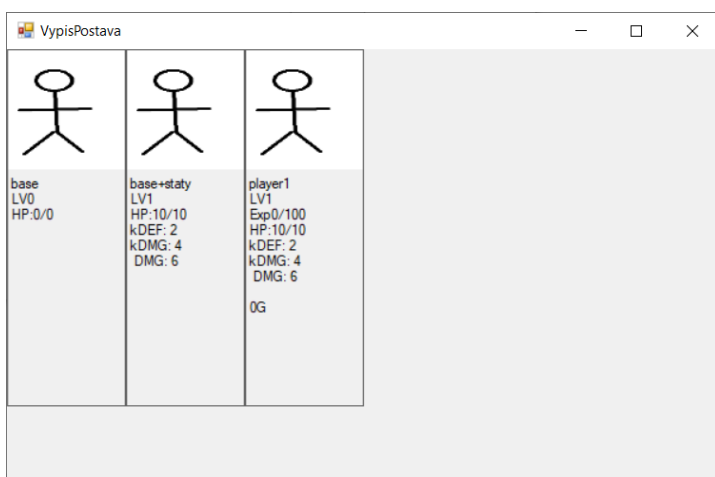 VypisPostava
base
LV0
HP:0/0
base+staty
LV1
HP:10/10
kDEF: 2
kDMG: 4
DMG: 6
player1
LV1
Exp0/100
HP:10/10
kDEF: 2
kDMG: 4
DMG: 6
0G